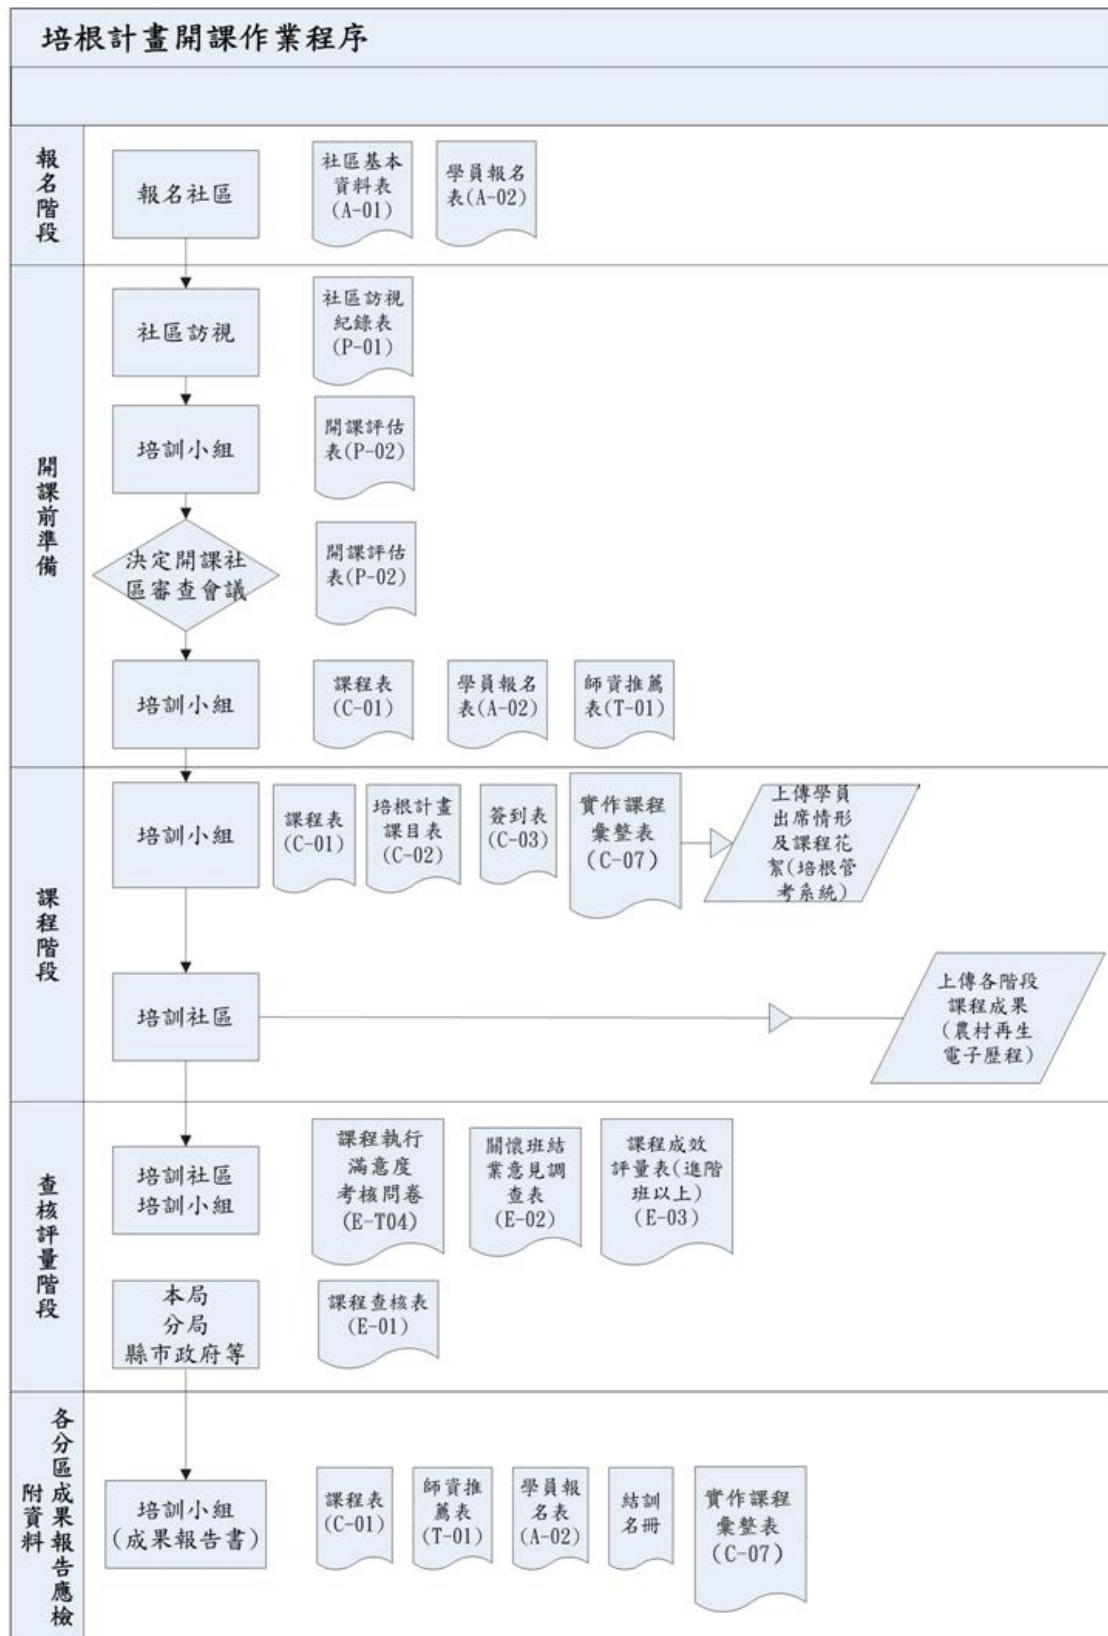 培根計畫開課作業程序
報名階段
報名社區
社區基本
資料表
(A-01)
學員報名
表(A-02)
開課前準備
社區訪視
社區訪視
紀錄表
(P-01)
培訓小組
開課評估
表(P-02)
決定開課社
區審查會議
開課評估
表(P-02)
培訓小組
課程表
(C-01)
學員報名
表(A-02)
師資推薦
表(T-01)
課程階段
培訓小組
課程表
(C-01)
培根計畫
課目表
(C-02)
簽到表
(C-03)
實作課程
彙整表
(C-07)
上傳學員
出席情形
及課程花
絮(培根管
考系統)
培訓社區
上傳各階段
課程成果
(農村再生
電子歷程)
查核評量階段
培訓社區
培訓小組
課程執行
滿意度
考核問卷
(E-T04)
關懷班結
業意見調
查表
(E-02)
課程成效
評量表(進階
班以上)
(E-03)
本局
分局
縣市政府等
課程查核表
(E-01)
各分區成果報告應檢
附資料
培訓小組
(成果報告書)
課程表
(C-01)
師資推
薦表
(T-01)
學員報
名表
(A-02)
結訓
名冊
實作課程
彙整表
(C-07)